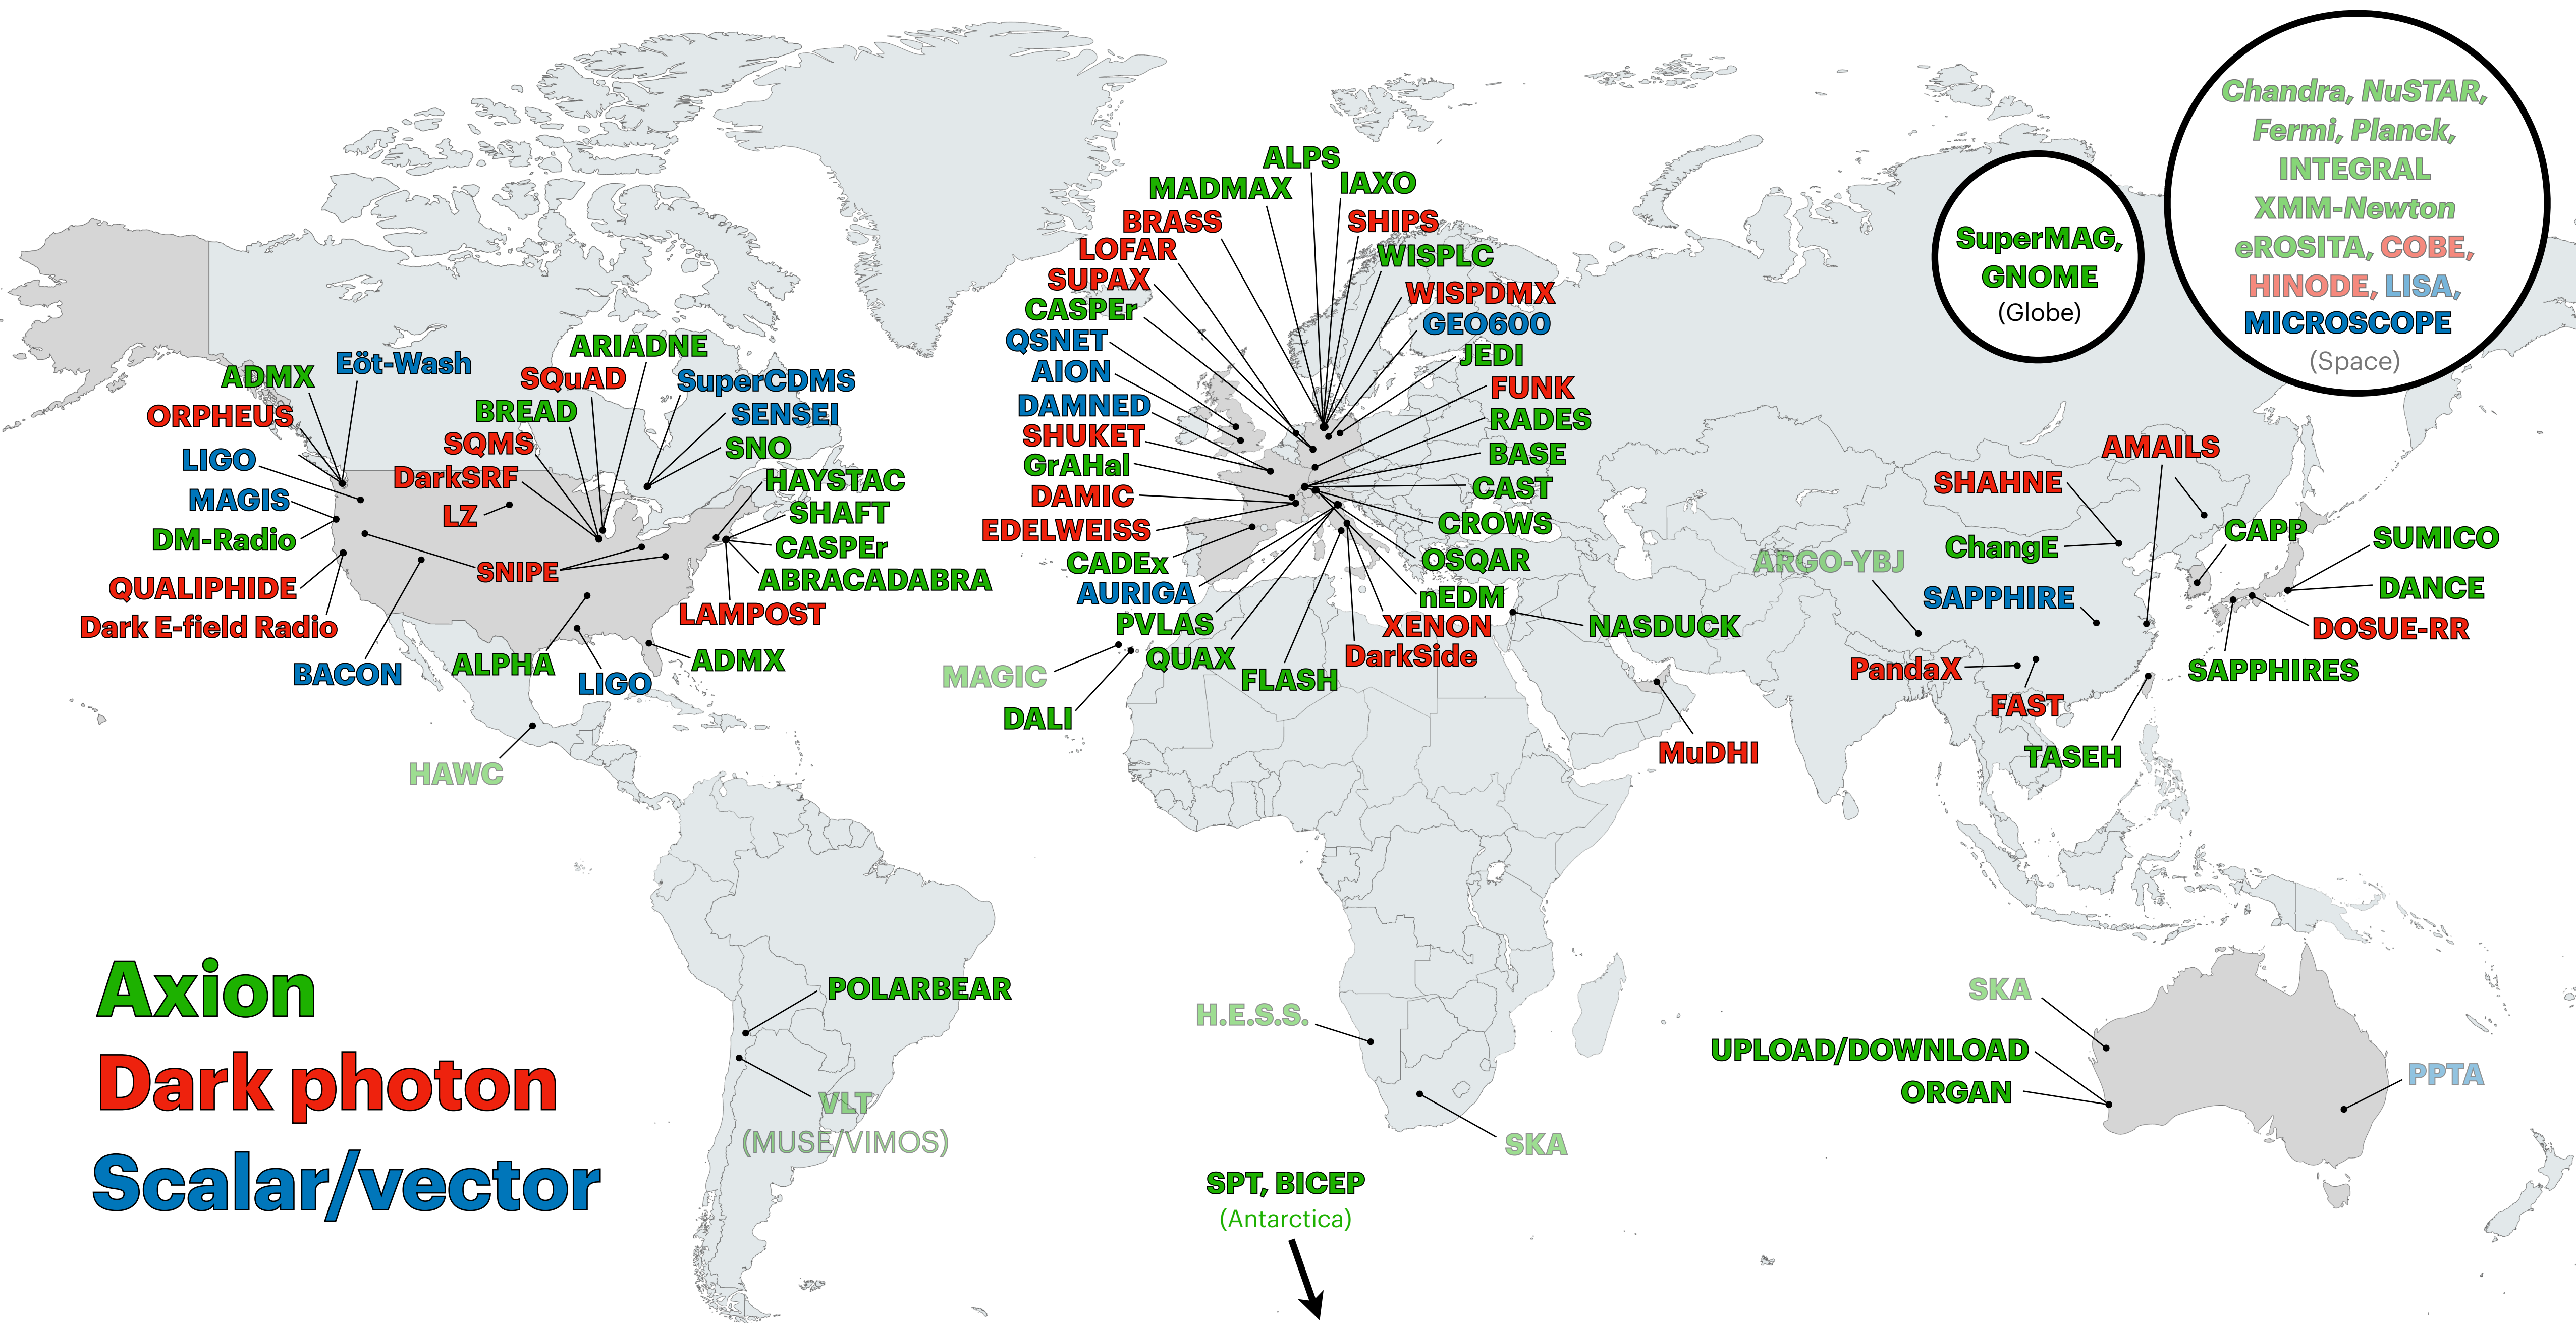 Chandra, NuSTAR,
Fermi, Planck,
INTEGRAL
XMM-Newton
eROSITA, COBE,
HINODE, LISA,
MICROSCOPE
(Space)
SuperMAG,
GNOME
(Globe)
ADMX
Eöt-Wash
ORPHEUS
LIGO
MAGIS
DM-Radio
QUALIPHIDE
Dark E-field Radio
BACON
ARIADNE
SQuAD
BREAD
SQMS
DarkSRF
LZ
SNIPE
SuperCDMS
SENSEI
SNO
HAYSTAC
SHAFT
CASPEr
ABRACADABRA
LAMPOST
ALPHA
LIGO
ADMX
HAWC
ALPS
MADMAX
IAXO
BRASS
SHIPS
LOFAR
WISPLC
SUPAX
WISPDMX
CASPEr
GEO600
QSNET
JEDI
AION
FUNK
DAMNED
RADES
SHUKET
BASE
GrAHal
CAST
DAMIC
CROWS
EDELWEISS
OSQAR
CADEx
nEDM
AURIGA
XENON
PVLAS
DarkSide
QUAX
FLASH
MAGIC
DALI
NASDUCK
MuDHI
AMAILS
SHAHNE
CAPP
ChangE
SUMICO
ARGO-YBJ
DANCE
SAPPHIRE
DOSUE-RR
PandaX
SAPPHIRES
FAST
TASEH
POLARBEAR
VLT
(MUSE/VIMOS)
H.E.S.S.
SKA
SPT, BICEP
(Antarctica)
SKA
UPLOAD/DOWNLOAD
ORGAN
PPTA
Axion
Dark photon
Scalar/vector